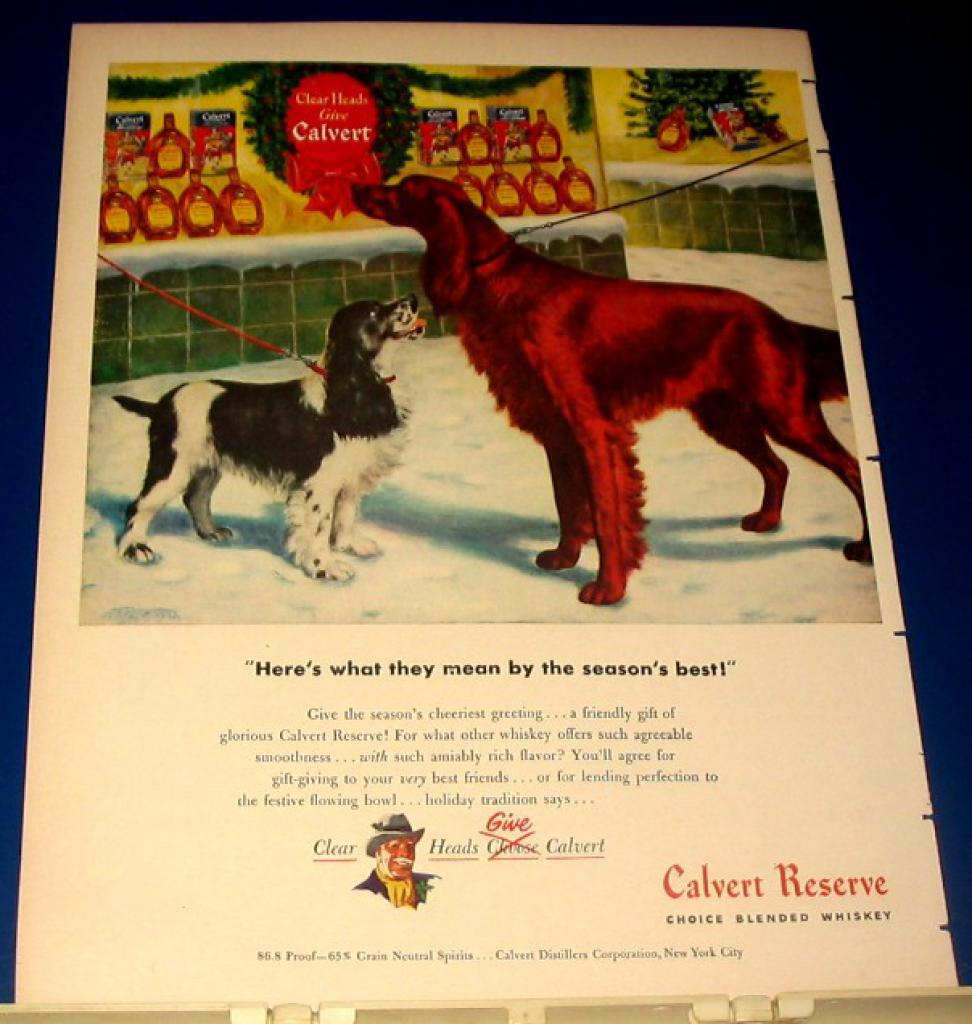 Clear Heads
Give
Calvert
Calvert
Calvert
Calvert
Calvert
"Here's what they mean by the season's best!"
Give the season's cheeriest greeting . . . a friendly gift of
glorious Calvert Reserve! For what other whiskey offers such agreeable
smoothness . . . with such amiably rich flavor? You'll agree for
gift-giving to your very best friends . . . or for lending perfection to
the festive flowing bowl . . . holiday tradition says . . .
Give
Clear Heads Choose Calvert
Calvert Reserve
CHOICE BLENDED WHISKEY
86.8 Proof—65% Grain Neutral Spirits . . . Calvert Distillers Corporation, New York City